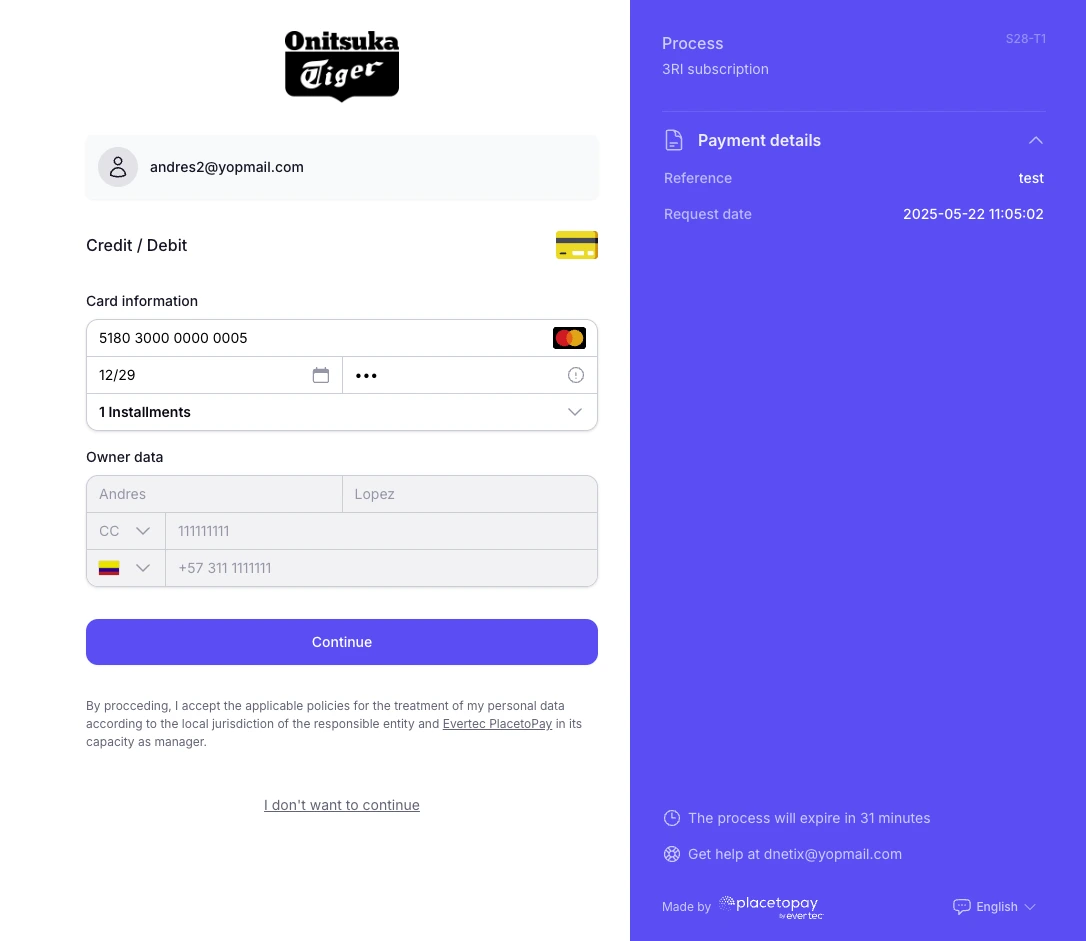 Onitsuka
Tiger
andres2@yopmail.com
Credit / Debit
Card information
5180 3000 0000 0005
12/29
•••
1 Installments
Owner data
Andres
Lopez
CC
111111111
+57 311 1111111
Continue
By procceding, I accept the applicable policies for the treatment of my personal data
according to the local jurisdiction of the responsible entity and Evertec PlacetoPay in its
capacity as manager.
I don't want to continue
Process
S28-T1
3RI subscription
Payment details
Reference
test
Request date
2025-05-22 11:05:02
The process will expire in 31 minutes
Get help at dnetix@yopmail.com
Made by
placetopay
by evertec
English